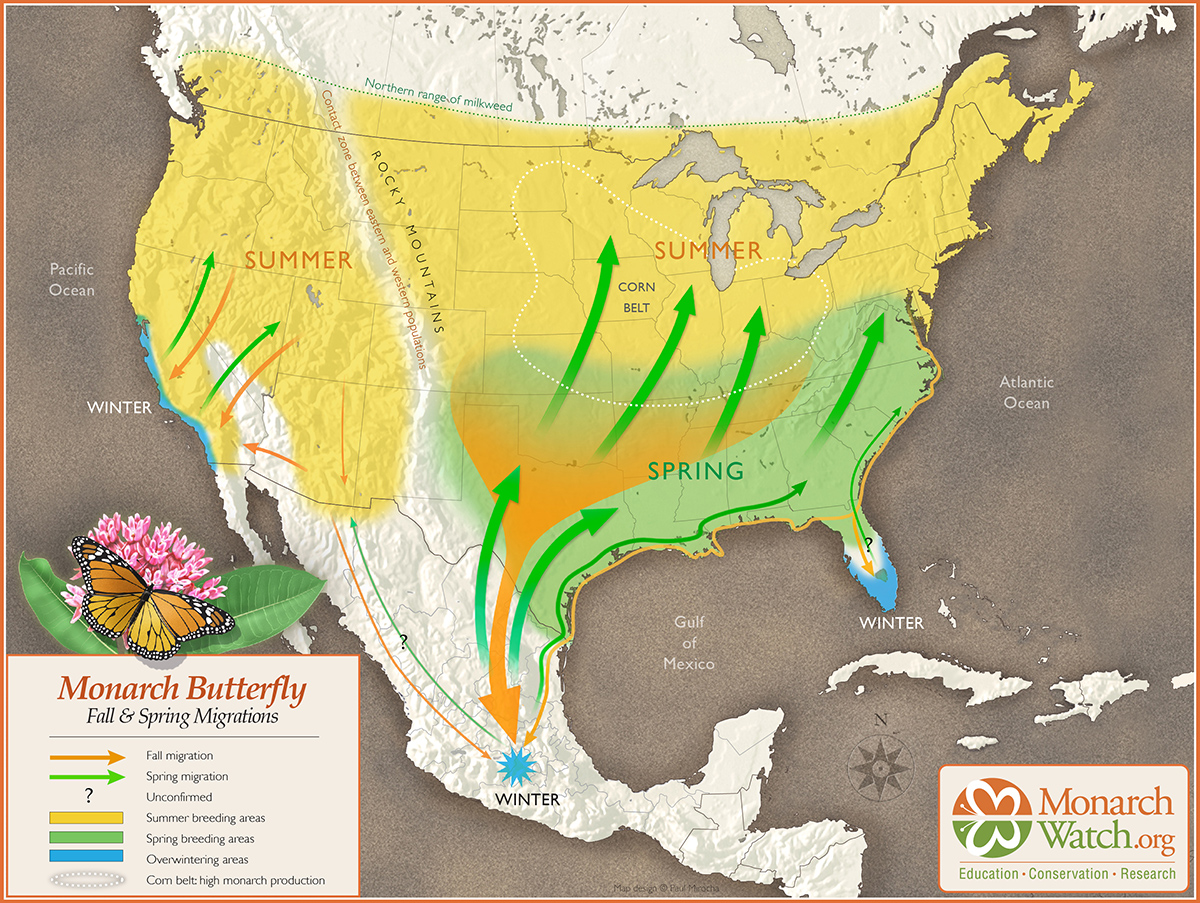 Northern range of milkweed
Contact zone between eastern and western populations
ROCKY MOUNTAINS
Pacific
Ocean
SUMMER
SUMMER
CORN
BELT
WINTER
Atlantic
Ocean
SPRING
?
?
WINTER
Gulf
of
Mexico
Monarch Butterfly
Fall & Spring Migrations
Fall migration
Spring migration
? Unconfirmed
Summer breeding areas
Spring breeding areas
Overwintering areas
Corn belt: high monarch production
WINTER
N
Monarch
Watch.org
Education • Conservation • Research
Map design © Paul Mirocha